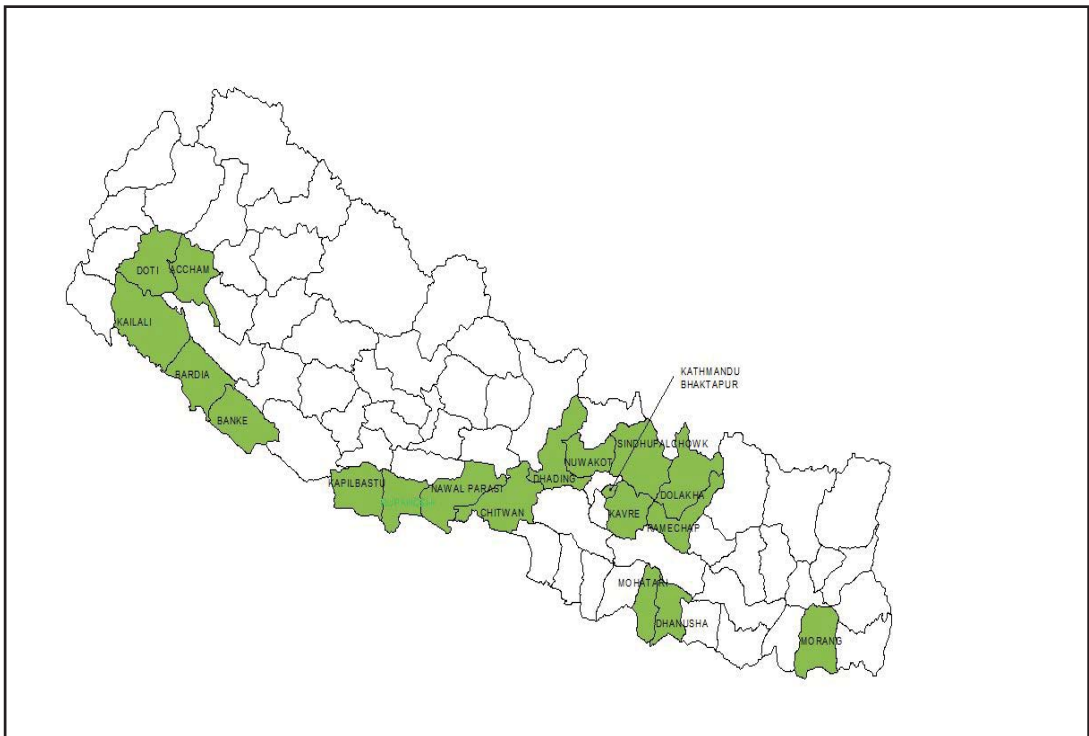 DOTI
ACCHAM
KAILALI
BARDIA
BANKE
KATHMANDU
BHAKTAPUR
SINDHUPALCHOWK
NUWAKOT
DHADING
KAPILBASTU
NAWAL PARASI
CHITWAN
DOLAKHA
KAVRE
RAMECHAP
MOHATARI
DHANUSHA
MORANG